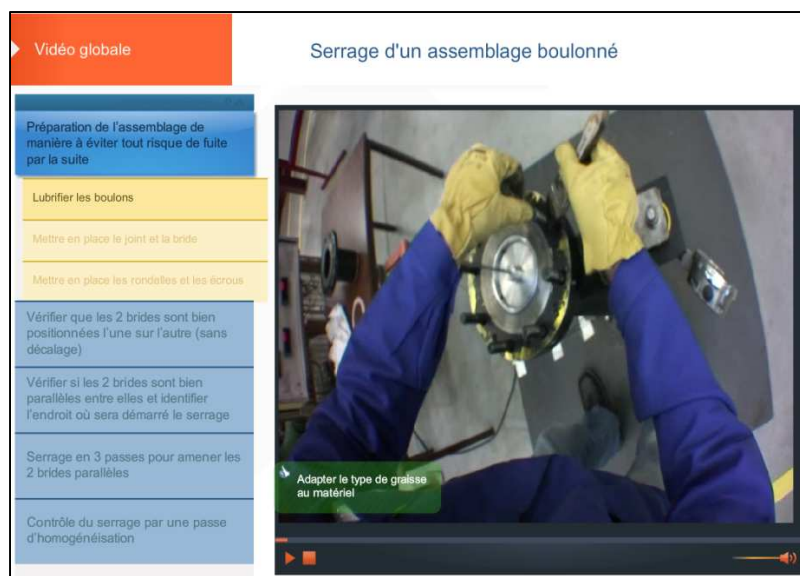 Vidéo globale
Serrage d'un assemblage boulonné
Préparation de l'assemblage de
manière à éviter tout risque de fuite
par la suite
Lubrifier les boulons
Mettre en place le joint et la bride
Mettre en place les rondelles et les écrous
Vérifier que les 2 brides sont bien
positionnées l'une sur l'autre (sans
décalage)
Vérifier si les 2 brides sont bien
parallèles entre elles et identifier
l'endroit où sera démarré le serrage
Serrage en 3 passes pour amener les
2 brides parallèles
Contrôle du serrage par une passe
d'homogénéisation
Adapter le type de graisse
au matériel